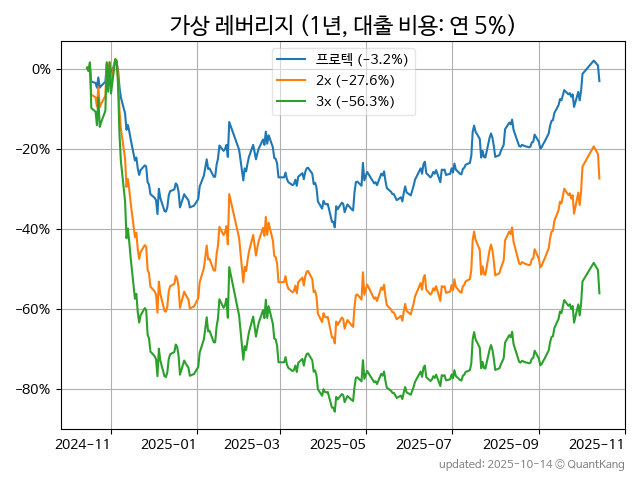 가상 레버리지 (1년, 대출 비용: 연 5%)
프로텍 (−3.2%)
2x (−27.6%)
3x (−56.3%)
0%
−20%
−40%
−60%
−80%
2024-11
2025-01
2025-03
2025-05
2025-07
2025-09
2025-11
updated: 2025-10-14 © QuantKang